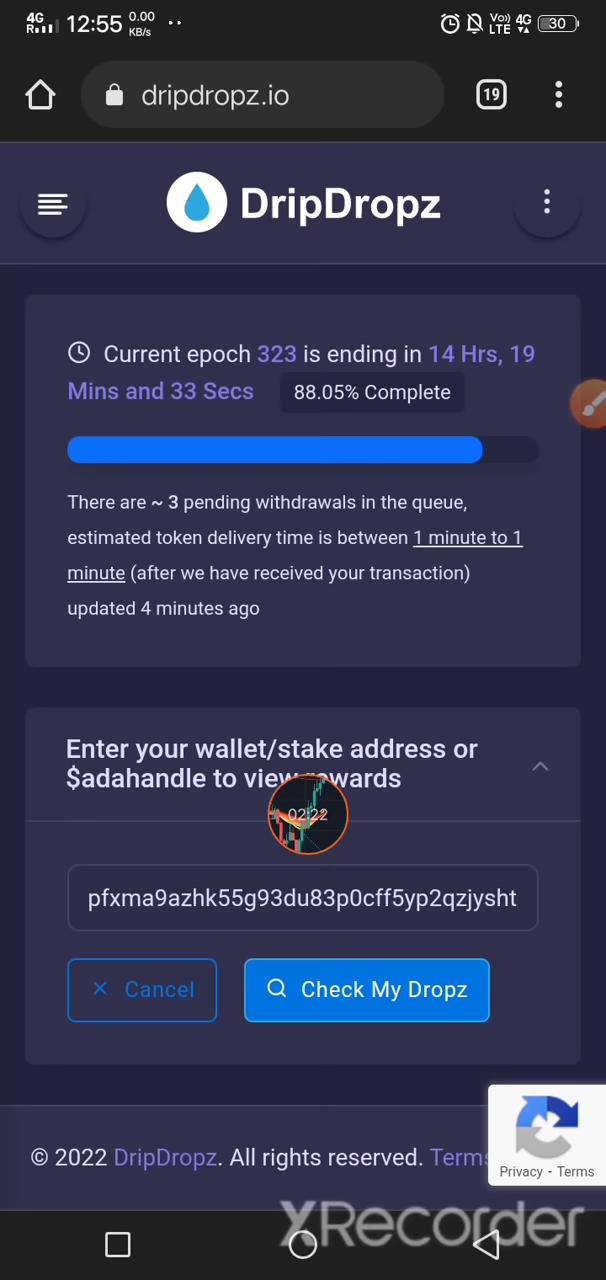 4G R 12:55 0.00 KB/s Vo) LTE 4G 30
dripdropz.io 19
DripDropz
Current epoch 323 is ending in 14 Hrs, 19
Mins and 33 Secs 88.05% Complete
There are ~ 3 pending withdrawals in the queue,
estimated token delivery time is between 1 minute to 1
minute (after we have received your transaction)
updated 4 minutes ago
Enter your wallet/stake address or
$adahandle to view rewards
02:22
pfxma9azhk55g93du83p0cff5yp2qzjysht
Cancel Check My Dropz
© 2022 DripDropz. All rights reserved. Terms
Privacy - Terms
XRecorder